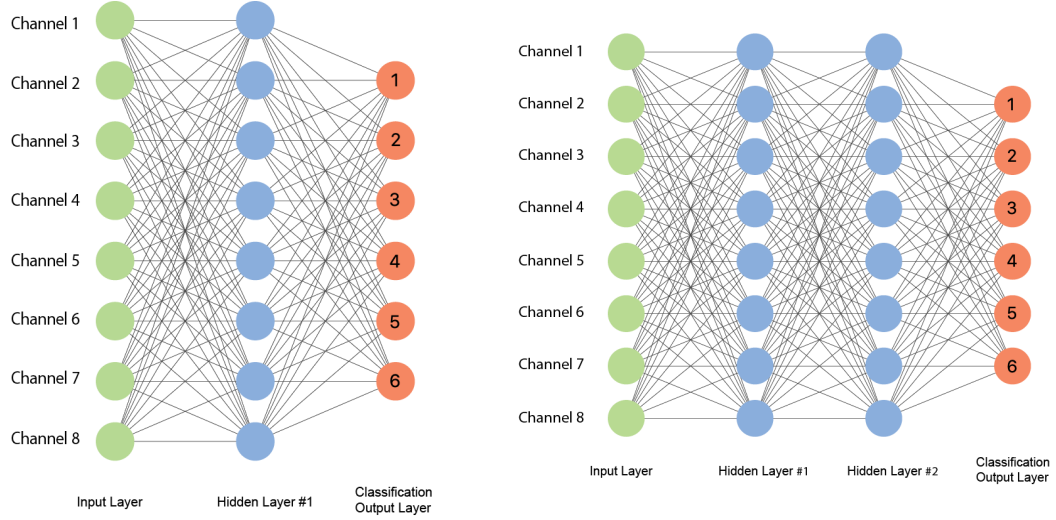 Channel 1
Channel 2
Channel 3
Channel 4
Channel 5
Channel 6
Channel 7
Channel 8
1
2
3
4
5
6
Input Layer
Hidden Layer #1
Classification
Output Layer
Channel 1
Channel 2
Channel 3
Channel 4
Channel 5
Channel 6
Channel 7
Channel 8
1
2
3
4
5
6
Input Layer
Hidden Layer #1
Hidden Layer #2
Classification
Output Layer